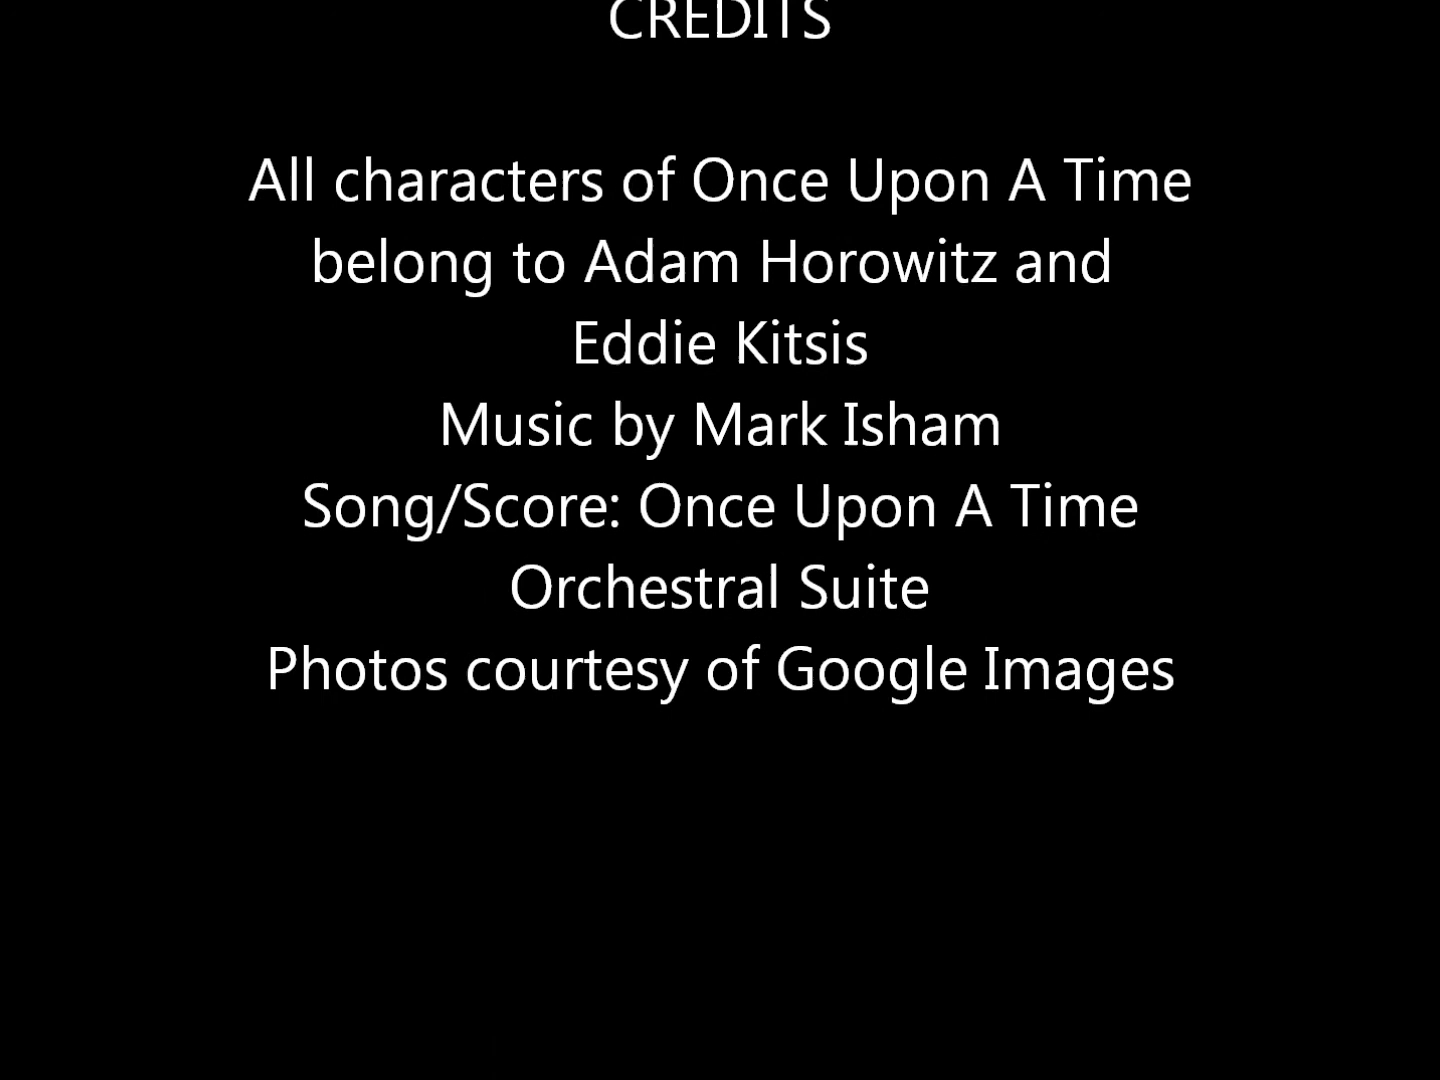 CREDITS
All characters of Once Upon A Time
belong to Adam Horowitz and
Eddie Kitsis
Music by Mark Isham
Song/Score: Once Upon A Time
Orchestral Suite
Photos courtesy of Google Images